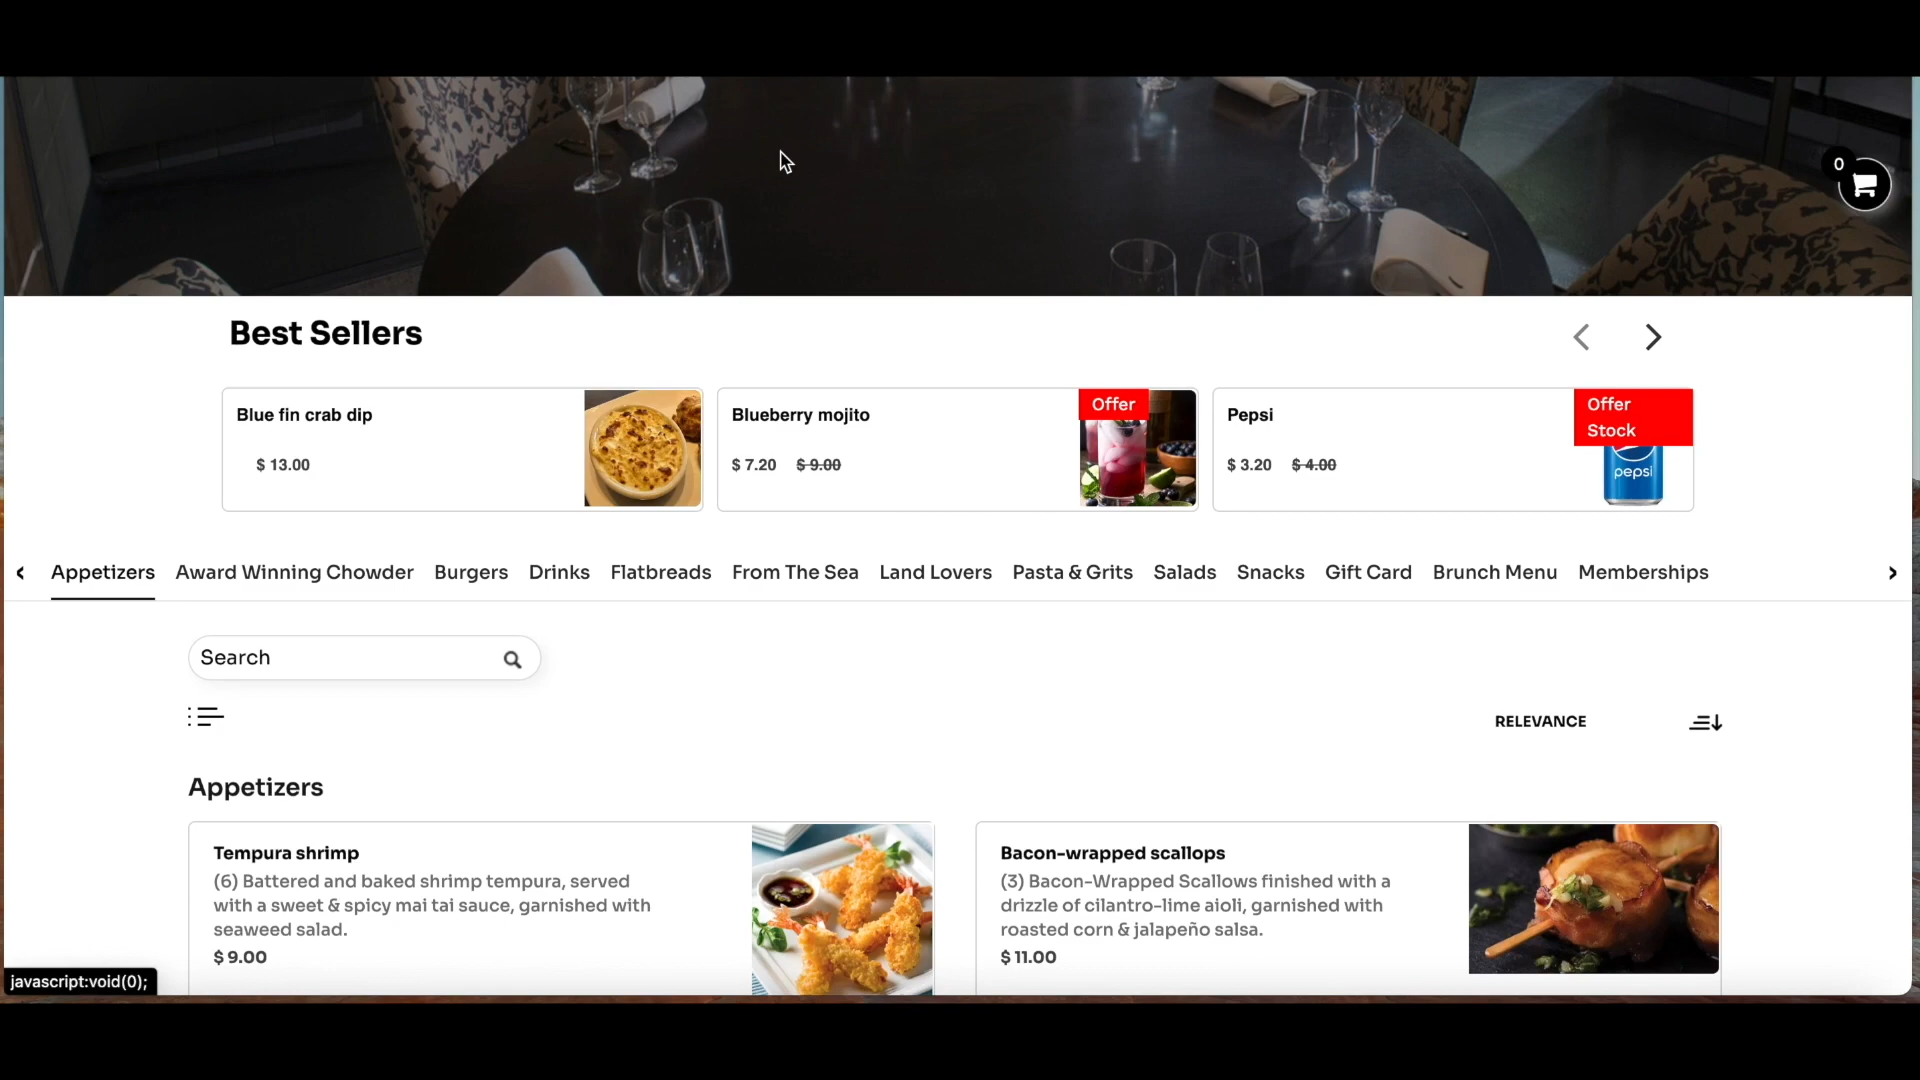 0
Best Sellers
Blue fin crab dip
$ 13.00
Blueberry mojito
$ 7.20 $ 9.00
Offer
Pepsi
$ 3.20 $ 4.00
Offer
Stock
pepsi
Appetizers Award Winning Chowder Burgers Drinks Flatbreads From The Sea Land Lovers Pasta & Grits Salads Snacks Gift Card Brunch Menu Memberships
Search
RELEVANCE
Appetizers
Tempura shrimp
(6) Battered and baked shrimp tempura, served
with a sweet & spicy mai tai sauce, garnished with
seaweed salad.
$ 9.00
Bacon-wrapped scallops
(3) Bacon-Wrapped Scallows finished with a
drizzle of cilantro-lime aioli, garnished with
roasted corn & jalapeño salsa.
$ 11.00
javascript:void(0);